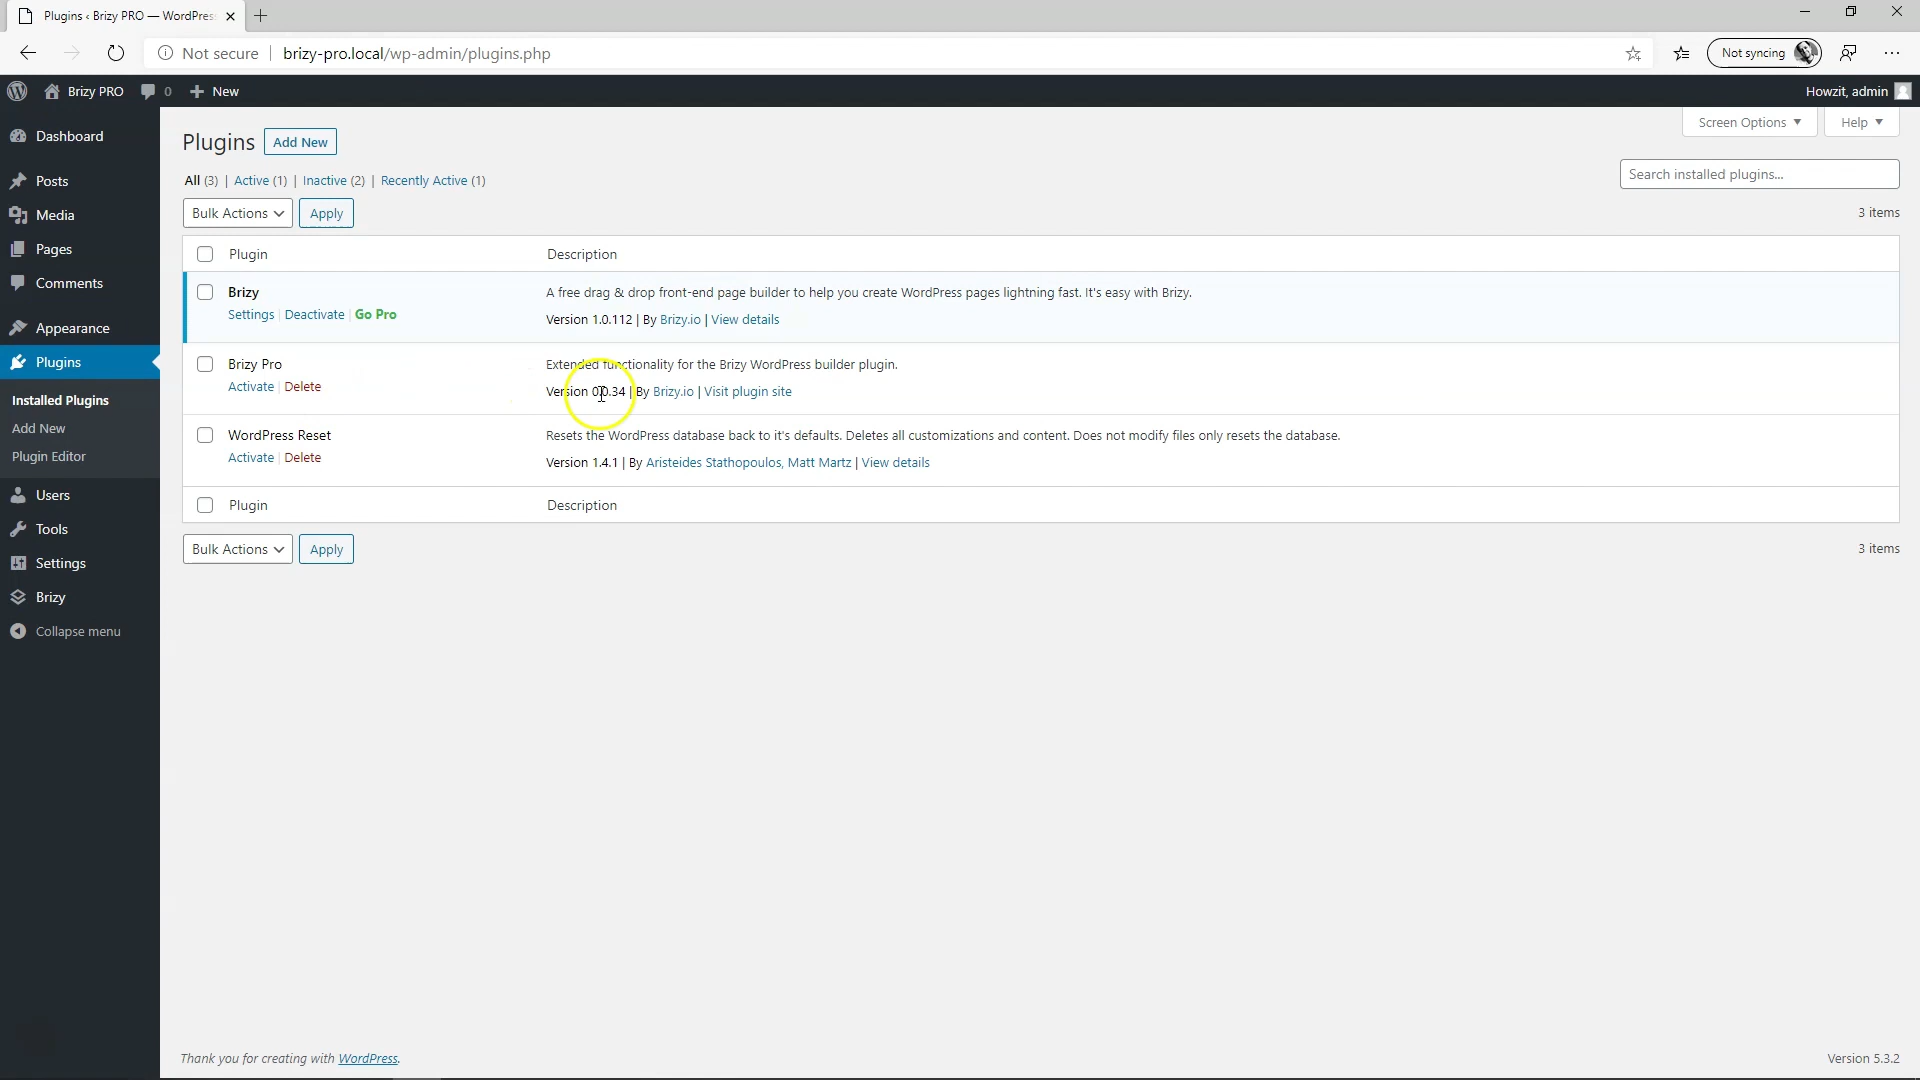 Plugins ‹ Brizy PRO — WordPres
Not secure
brizy-pro.local/wp-admin/plugins.php
Not syncing
Brizy PRO
0
New
Howzit, admin
Dashboard
Posts
Media
Pages
Comments
Appearance
Plugins
Installed Plugins
Add New
Plugin Editor
Users
Tools
Settings
Brizy
Collapse menu
Screen Options
Help
Plugins
Add New
All (3) | Active (1) | Inactive (2) | Recently Active (1)
Search installed plugins...
Bulk Actions
Apply
3 items
Plugin
Description
Brizy
Settings | Deactivate | Go Pro
A free drag & drop front-end page builder to help you create WordPress pages lightning fast. It's easy with Brizy.
Version 1.0.112 | By Brizy.io | View details
Brizy Pro
Activate | Delete
Extended functionality for the Brizy WordPress builder plugin.
Version 0.0.34 | By Brizy.io | Visit plugin site
WordPress Reset
Activate | Delete
Resets the WordPress database back to it's defaults. Deletes all customizations and content. Does not modify files only resets the database.
Version 1.4.1 | By Aristeides Stathopoulos, Matt Martz | View details
Plugin
Description
Bulk Actions
Apply
3 items
Thank you for creating with WordPress.
Version 5.3.2